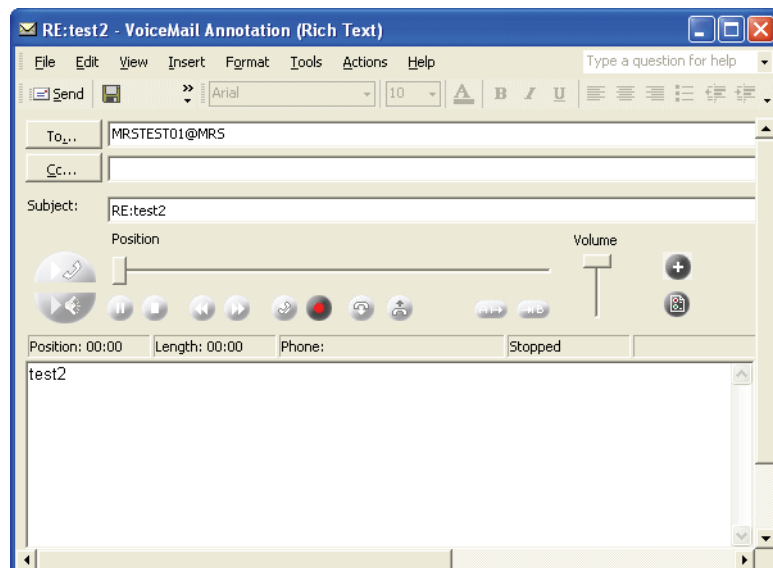 RE:test2 - VoiceMail Annotation (Rich Text)
File Edit View Insert Format Tools Actions Help Type a question for help
Send Arial 10 A B I U
To... MRSTEST01@MRS
Cc...
Subject: RE:test2
Position Volume
Position: 00:00 Length: 00:00 Phone: Stopped
test2